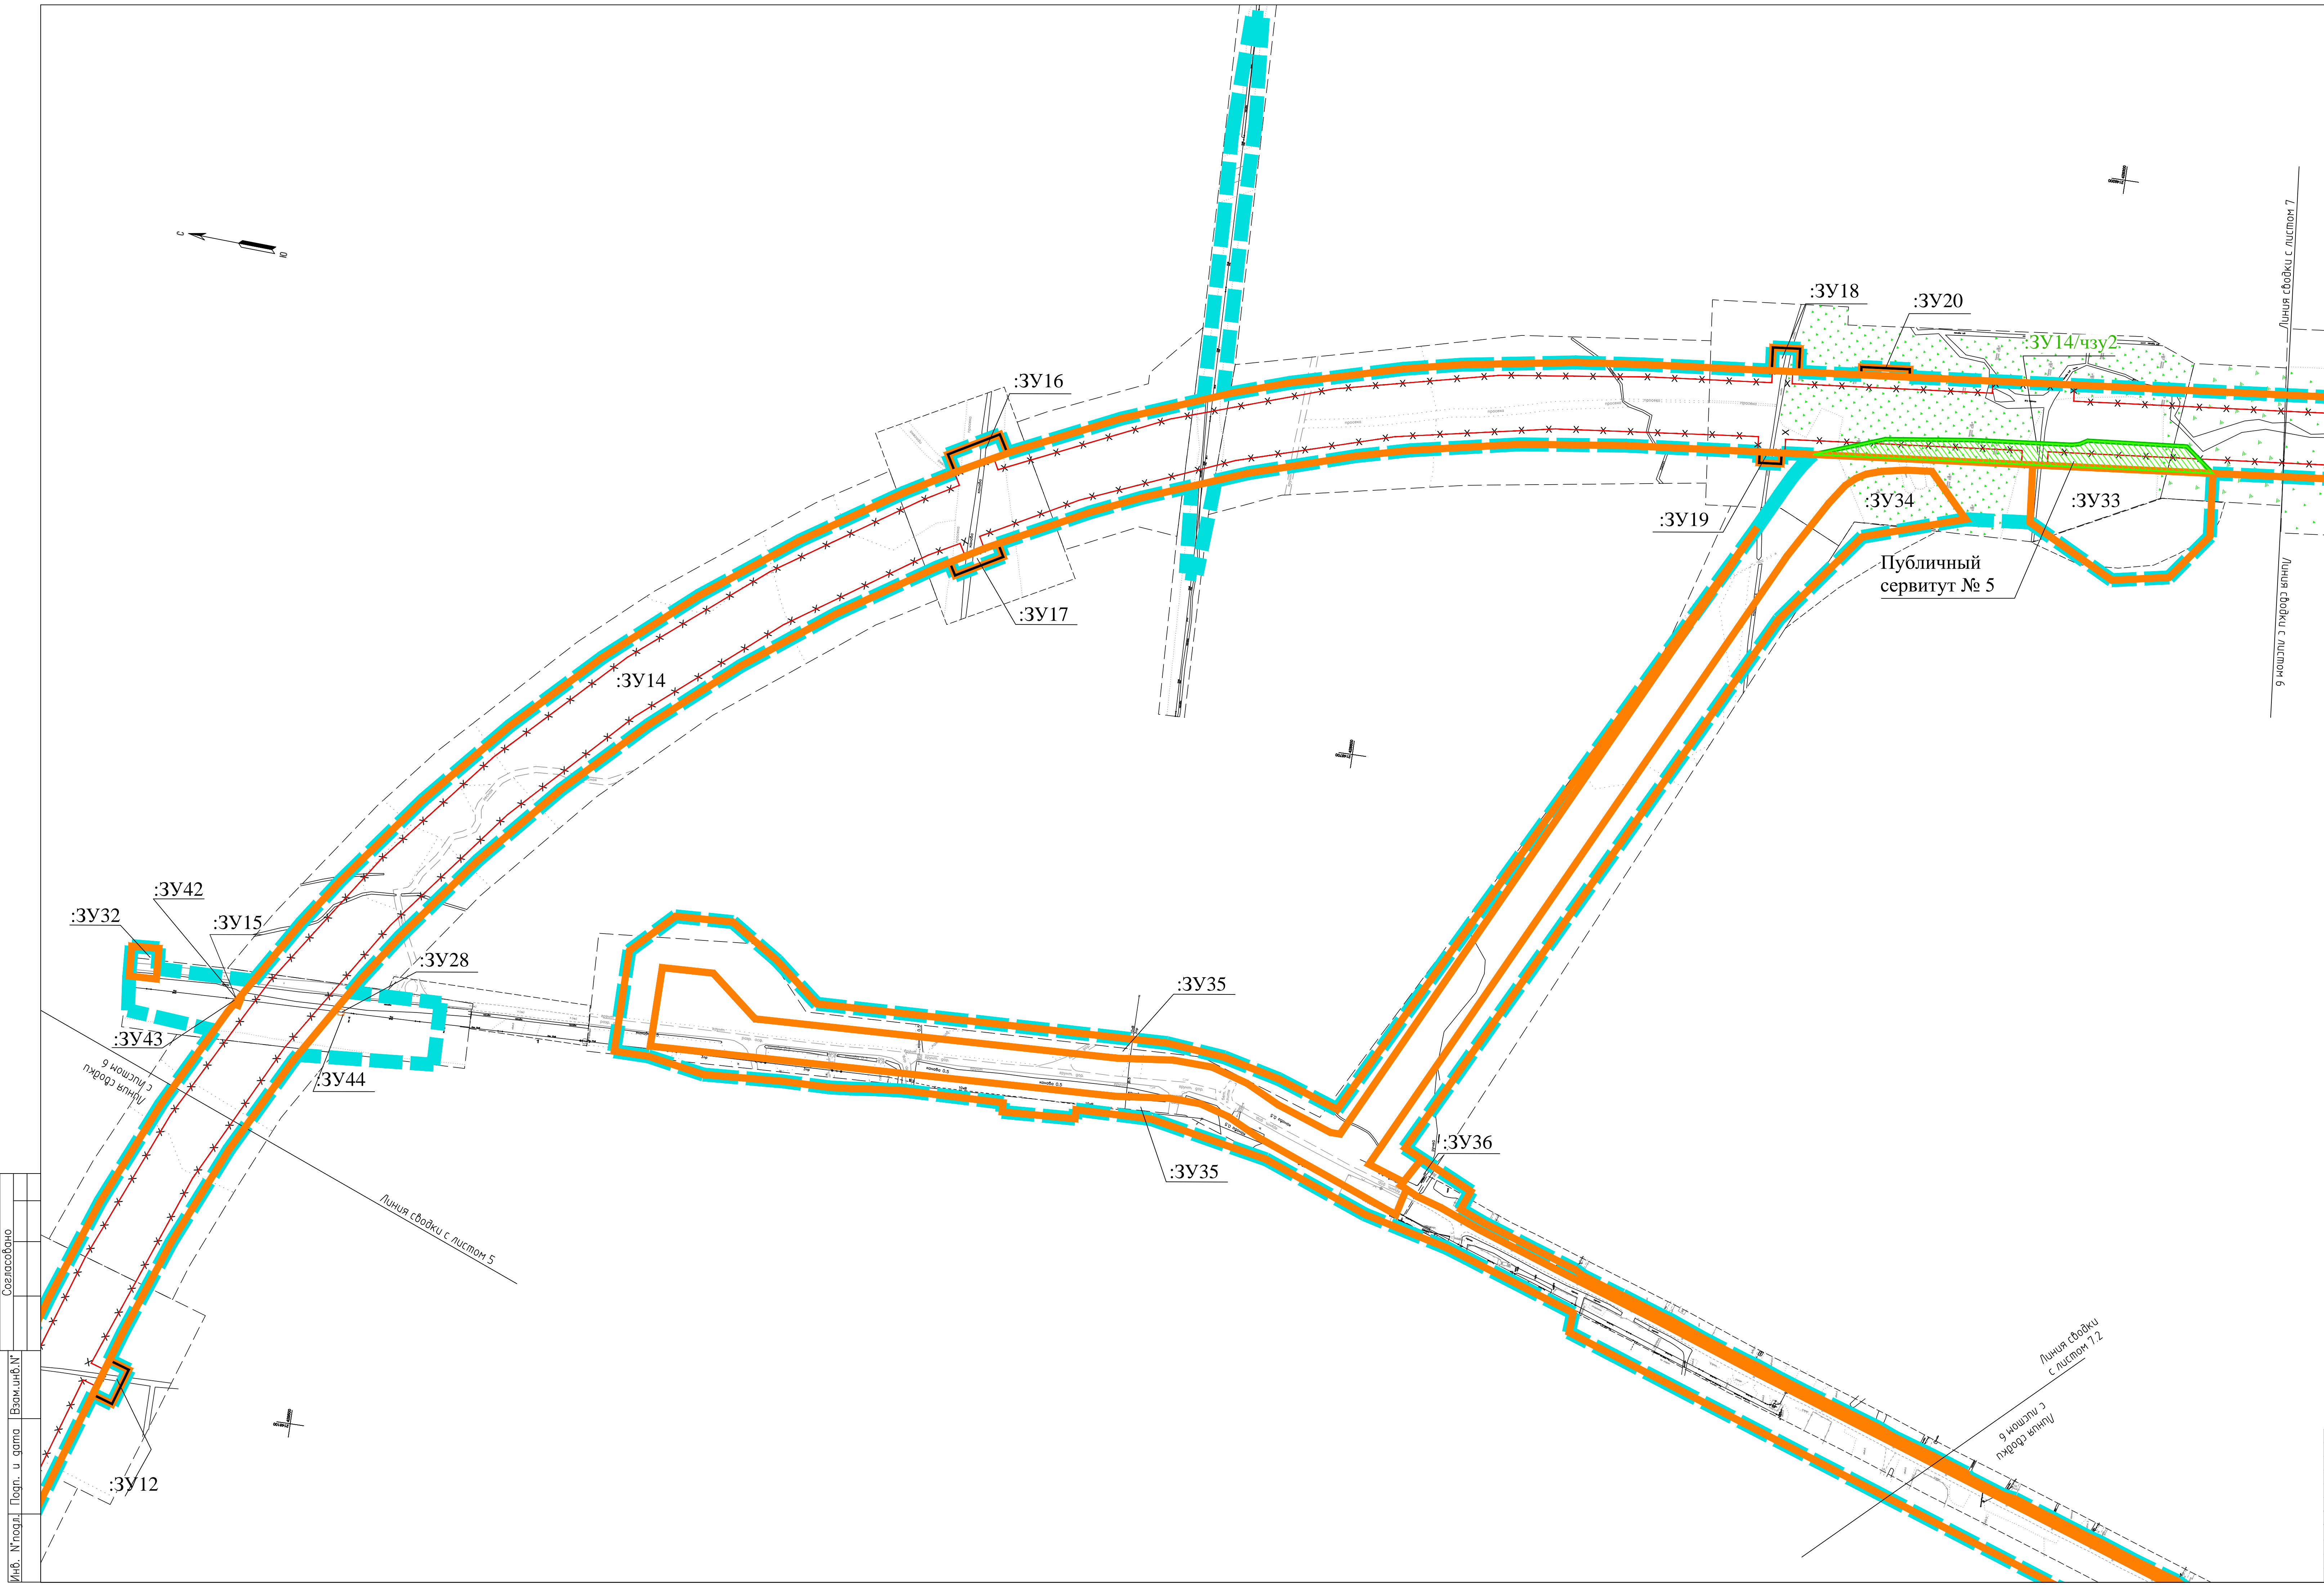 С
Ю
:ЗУ18
:ЗУ20
:ЗУ14/чзу2
Линия сводки с листом 7
Линия сводки с листом 6
:ЗУ16
:ЗУ34
:ЗУ33
:ЗУ19
Публичный
сервитут № 5
:ЗУ17
:ЗУ14
:ЗУ42
:ЗУ32
:ЗУ15
:ЗУ28
:ЗУ35
:ЗУ43
:ЗУ44
Линия сводки
с листом 6
:ЗУ36
:ЗУ35
Линия сводки с листом 5
:ЗУ12
Линия сводки
с листом 7.2
Линия сводки
с листом 6
Согласовано
Взам.инв.N°
Подп. и дата
Инв. N°подл.